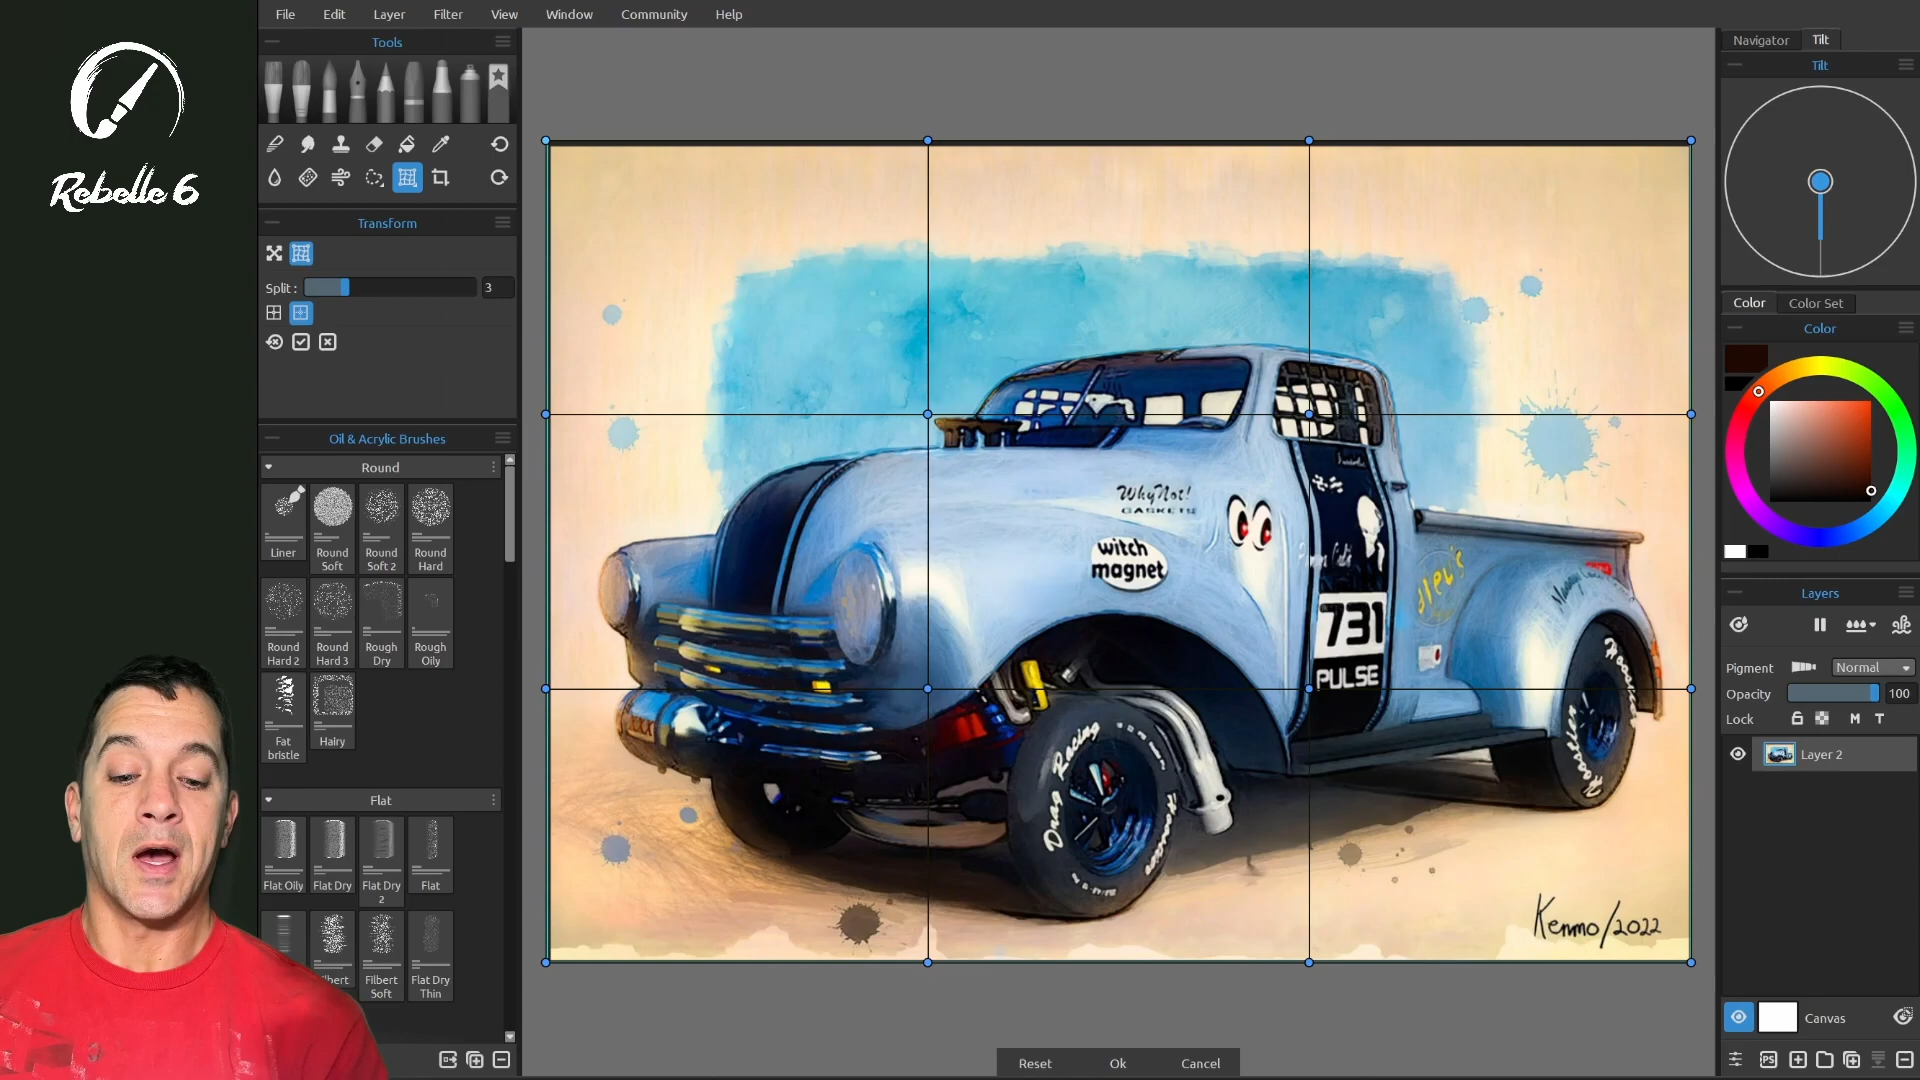 Rebelle 6
File Edit Layer Filter View Window Community Help
Tools
Transform
Split : 3
Oil & Acrylic Brushes
Round
Liner
Round Soft
Round Soft 2
Round Hard
Round Hard 2
Round Hard 3
Rough Dry
Rough Oily
Fat bristle
Hairy
Flat
Flat Oily
Flat Dry
Flat Dry 2
Flat
Filbert Soft
Flat Dry Thin
WhyNot!
GASKETS
witch
magnet
731
PULSE
Drag Racing
Hoosier
Kenmo/2022
Reset Ok Cancel
Navigator Tilt
Tilt
Color Color Set
Color
Layers
Pigment Normal
Opacity 100
Lock M T
Layer 2
Canvas
PS